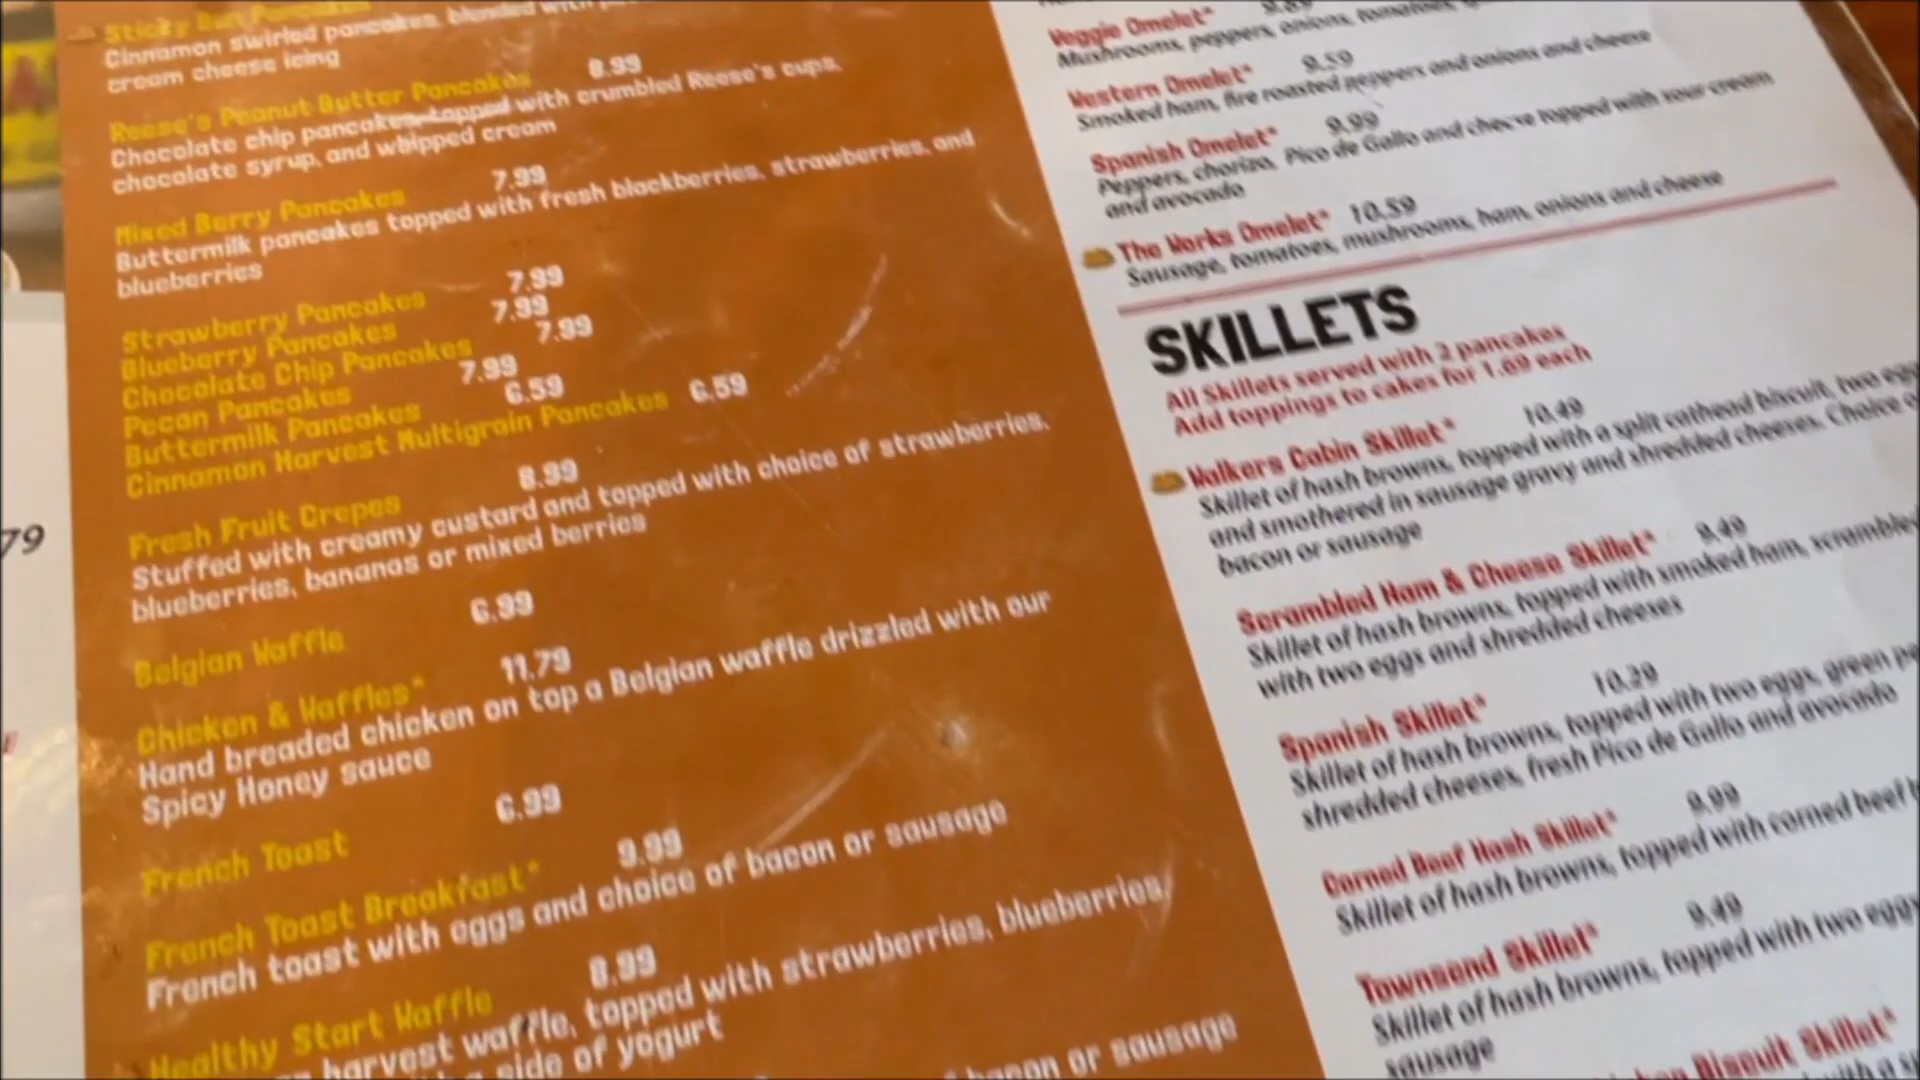 Sticky Bun Pancakes
Cinnamon swirled pancakes, blended with
cream cheese icing
Reese's Peanut Butter Pancakes 8.99
Chocolate chip pancakes topped with crumbled Reese's cups,
chocolate syrup, and whipped cream
Mixed Berry Pancakes 7.99
Buttermilk pancakes topped with fresh blackberries, strawberries, and
blueberries
Strawberry Pancakes 7.99
Blueberry Pancakes 7.99
Chocolate Chip Pancakes 7.99
Pecan Pancakes 7.99
Buttermilk Pancakes 6.59
Cinnamon Harvest Multigrain Pancakes 6.59
Fresh Fruit Crepes 8.99
Stuffed with creamy custard and topped with choice of strawberries,
blueberries, bananas or mixed berries
Belgian Waffle 6.99
Chicken & Waffles* 11.79
Hand breaded chicken on top a Belgian waffle drizzled with our
Spicy Honey sauce
French Toast 6.99
French Toast Breakfast* 9.99
French toast with eggs and choice of bacon or sausage
Healthy Start Waffle 8.99
harvest waffle, topped with strawberries, blueberries,
side of yogurt
bacon or sausage
79
Veggie Omelet*
Mushrooms, peppers, onions, tomatoes,
Western Omelet* 9.59
Smoked ham, fire roasted peppers and onions and cheese
Spanish Omelet* 9.99
Peppers, chorizo, Pico de Gallo and cheese topped with sour cream
and avocado
The Works Omelet* 10.59
Sausage, tomatoes, mushrooms, ham, onions and cheese
SKILLETS
All Skillets served with 2 pancakes
Add toppings to cakes for 1.69 each
Walkers Cabin Skillet* 10.49
Skillet of hash browns, topped with a split cathead biscuit, two eggs
and smothered in sausage gravy and shredded cheeses. Choice of
bacon or sausage
Scrambled Ham & Cheese Skillet* 9.49
Skillet of hash browns, topped with smoked ham, scrambled
with two eggs and shredded cheeses
Spanish Skillet* 10.29
Skillet of hash browns, topped with two eggs, green
shredded cheeses, fresh Pico de Gallo and avocado
Corned Beef Hash Skillet* 9.99
Skillet of hash browns, topped with corned beef
Townsend Skillet* 9.49
Skillet of hash browns, topped with two eggs
sausage
Biscuit Skillet*